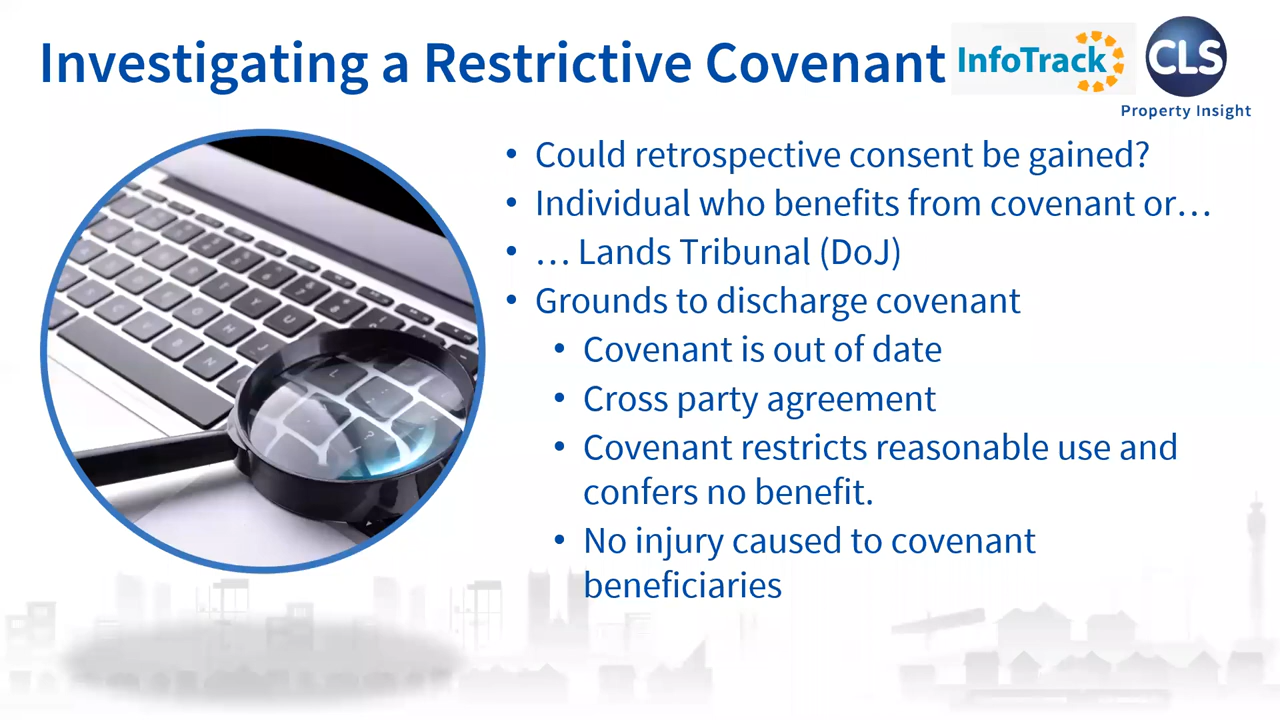 Investigating a Restrictive Covenant
InfoTrack
CLS
Property Insight
• Could retrospective consent be gained?
• Individual who benefits from covenant or…
• … Lands Tribunal (DoJ)
• Grounds to discharge covenant
• Covenant is out of date
• Cross party agreement
• Covenant restricts reasonable use and
confers no benefit.
• No injury caused to covenant
beneficiaries